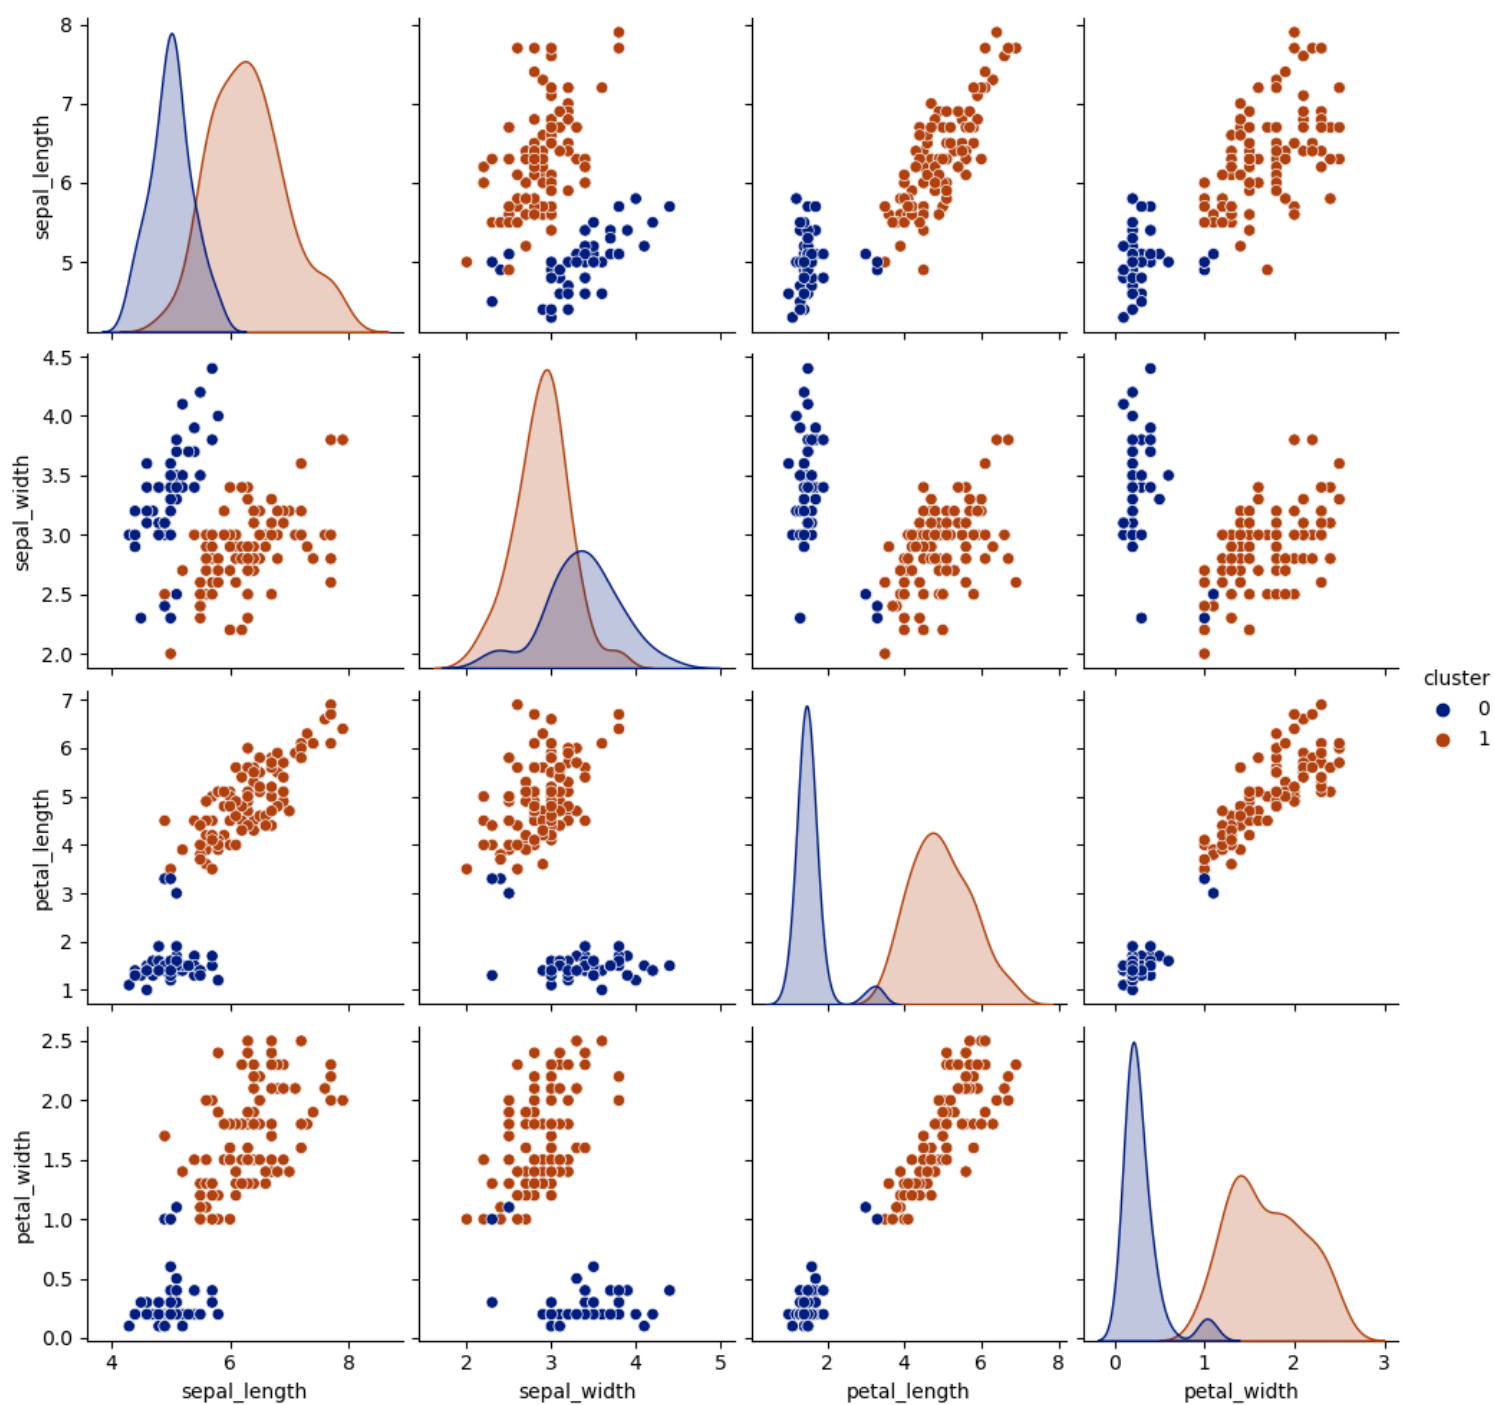 8
7
6
5
sepal_length
4.5
4.0
3.5
3.0
2.5
2.0
sepal_width
cluster
0
1
7
6
5
4
3
2
1
petal_length
2.5
2.0
1.5
1.0
0.5
0.0
petal_width
4 6 8
2 3 4 5
2 4 6 8
0 1 2 3
sepal_length sepal_width petal_length petal_width